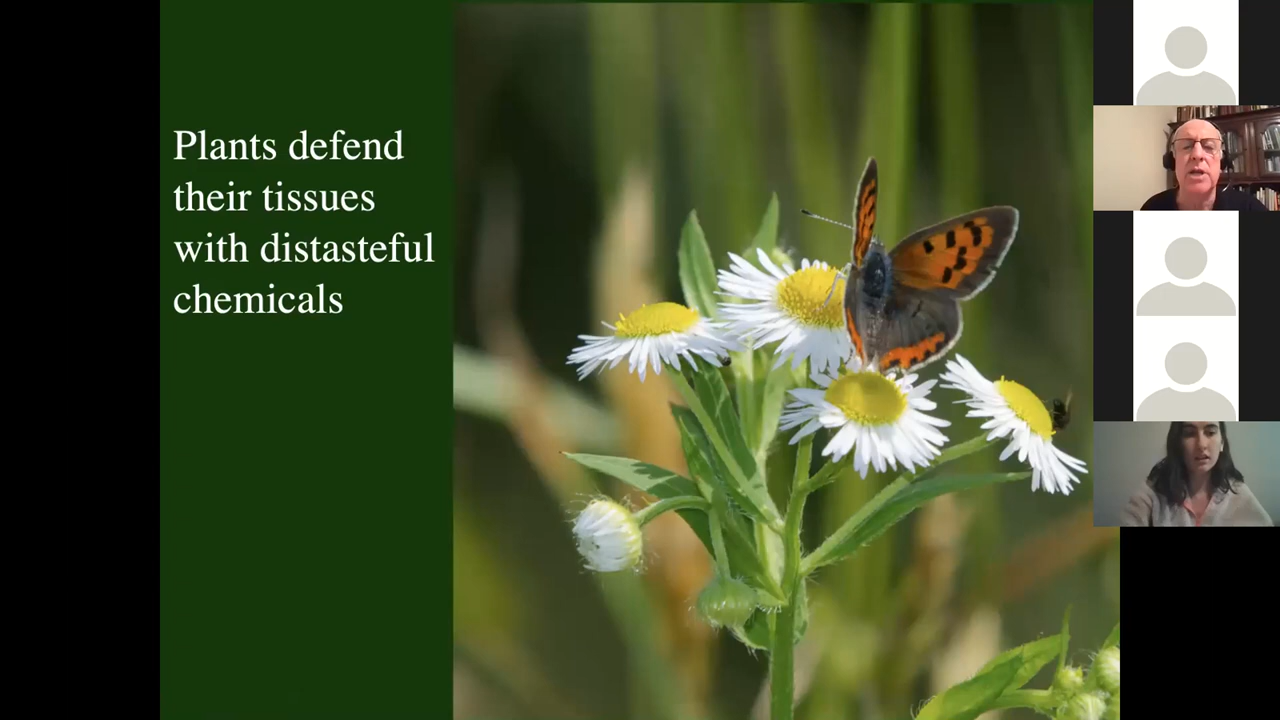 Plants defend
their tissues
with distasteful
chemicals